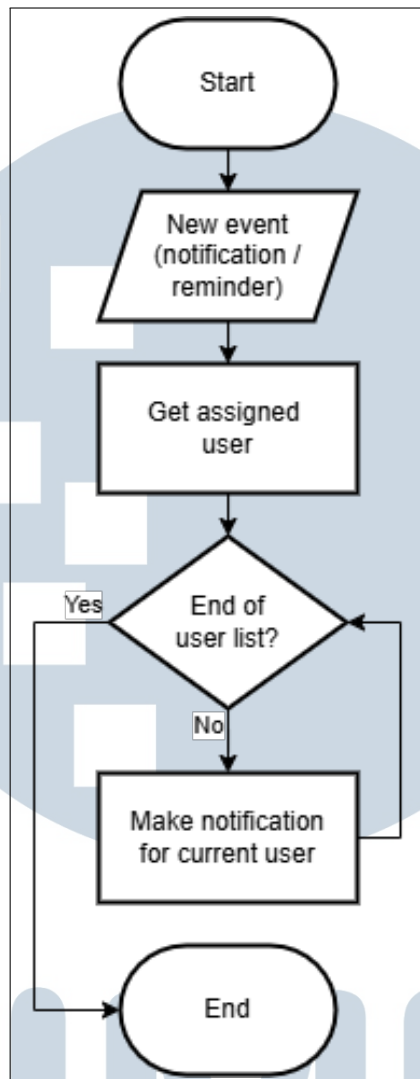 Start
New event
(notification /
reminder)
Get assigned
user
End of
user list?
Yes
No
Make notification
for current user
End